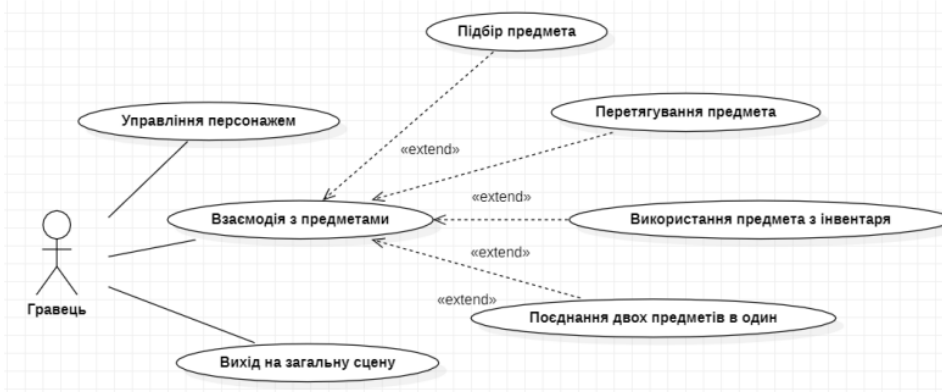 Підбір предмета
Перетягування предмета
Управління персонажем
«extend»
«extend»
Взаємодія з предметами
Використання предмета з інвентаря
«extend»
«extend»
Гравець
Поєднання двох предметів в один
Вихід на загальну сцену